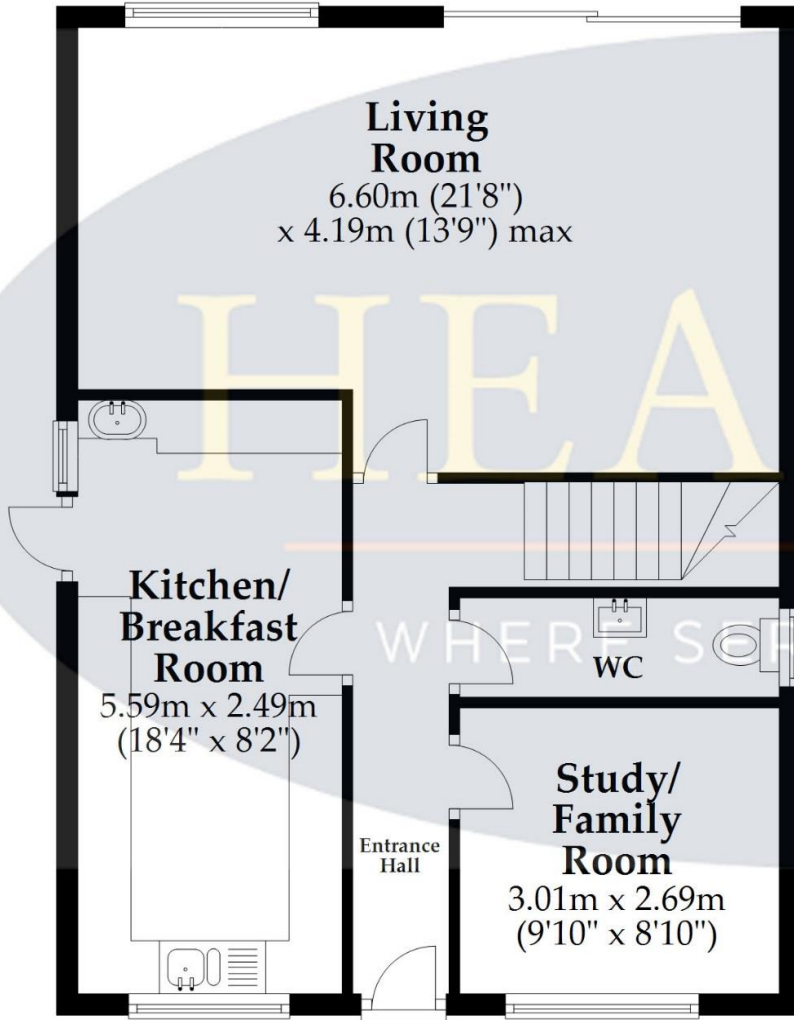 Living
Room
6.60m (21'8")
x 4.19m (13'9") max
HEA
Kitchen/
Breakfast
Room
5.59m x 2.49m
(18'4" x 8'2")
WHERE SER
WC
Study/
Family
Room
3.01m x 2.69m
(9'10" x 8'10")
Entrance
Hall